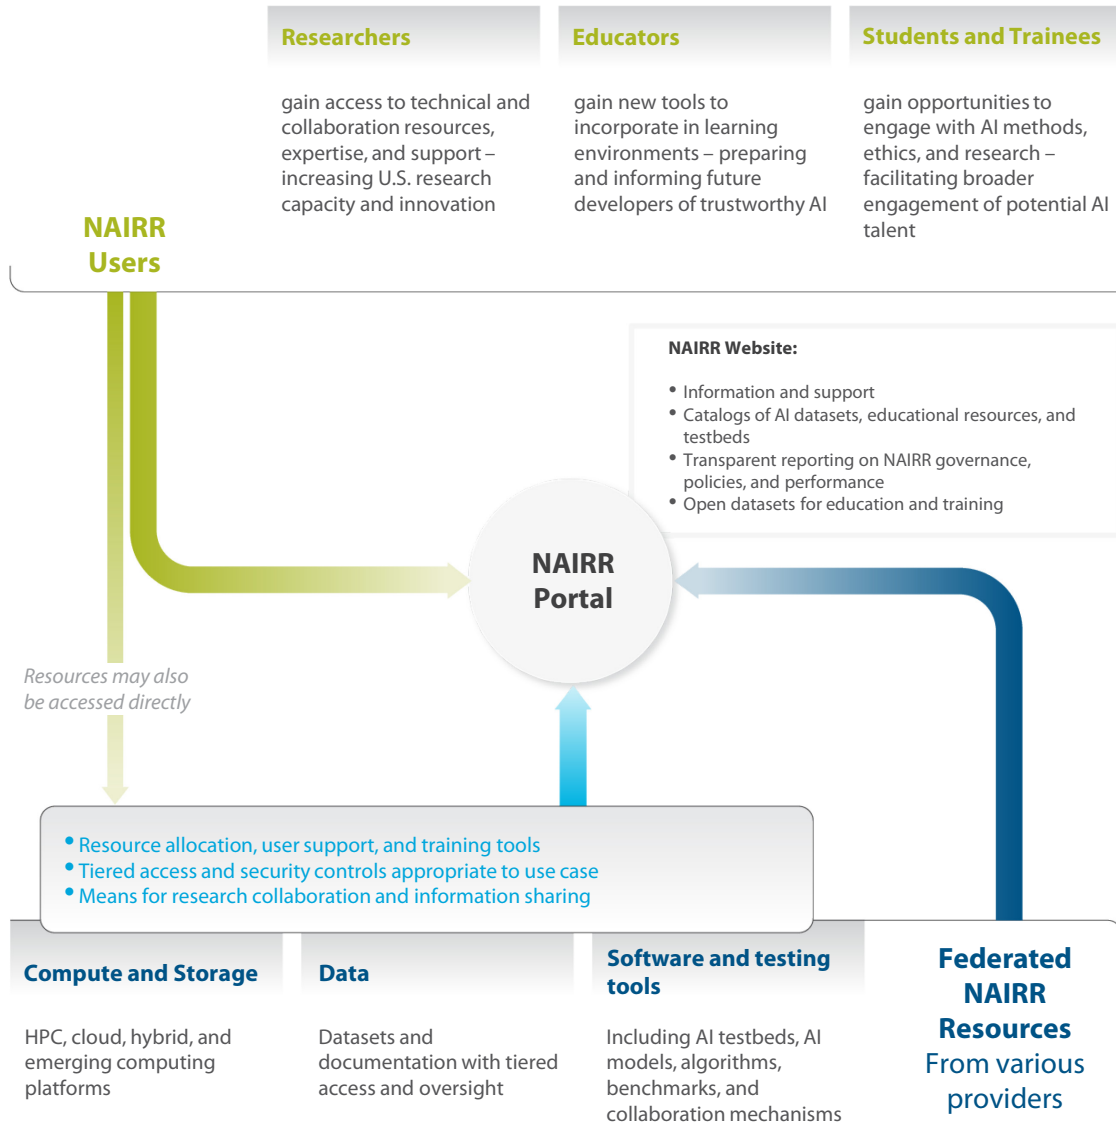 Researchers
gain access to technical and
collaboration resources,
expertise, and support –
increasing U.S. research
capacity and innovation
Educators
gain new tools to
incorporate in learning
environments – preparing
and informing future
developers of trustworthy AI
Students and Trainees
gain opportunities to
engage with AI methods,
ethics, and research –
facilitating broader
engagement of potential AI
talent
NAIRR
Users
NAIRR Website:
• Information and support
• Catalogs of AI datasets, educational resources, and
testbeds
• Transparent reporting on NAIRR governance,
policies, and performance
• Open datasets for education and training
NAIRR
Portal
Resources may also
be accessed directly
• Resource allocation, user support, and training tools
• Tiered access and security controls appropriate to use case
• Means for research collaboration and information sharing
Compute and Storage
HPC, cloud, hybrid, and
emerging computing
platforms
Data
Datasets and
documentation with tiered
access and oversight
Software and testing
tools
Including AI testbeds, AI
models, algorithms,
benchmarks, and
collaboration mechanisms
Federated
NAIRR
Resources
From various
providers